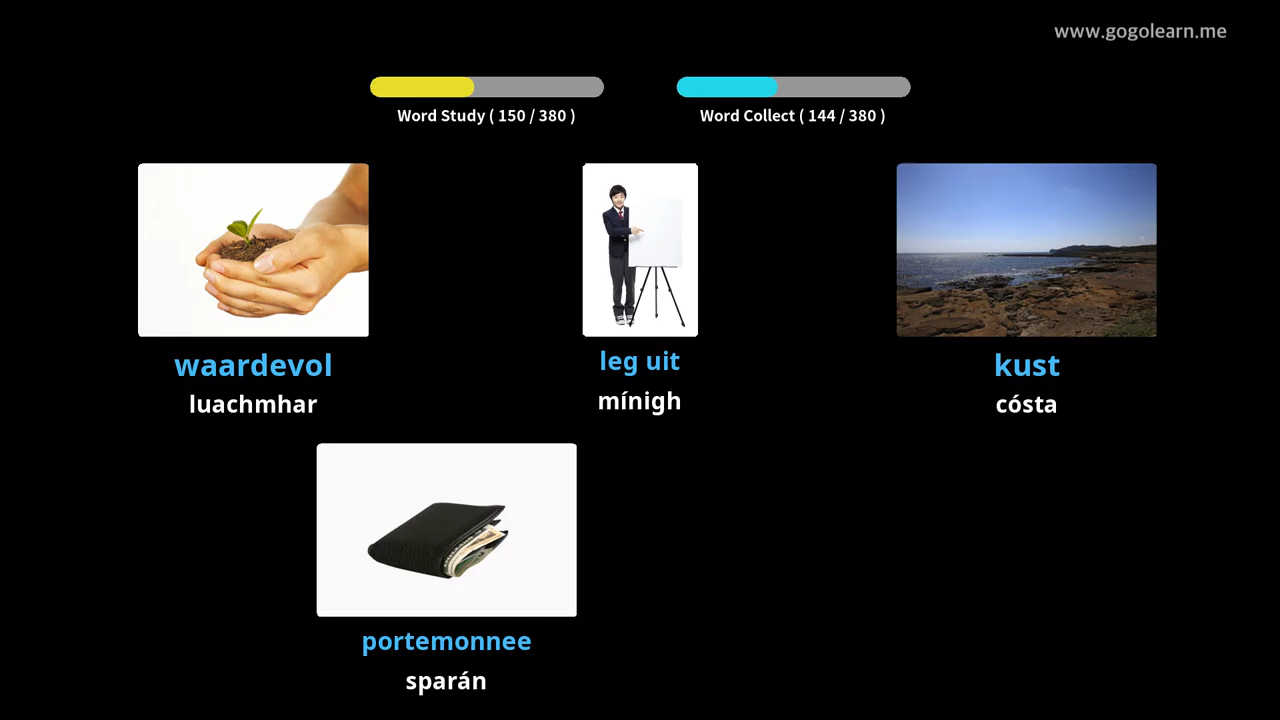 www.gogolearn.me
Word Study ( 150 / 380 )
Word Collect ( 144 / 380 )
waardevol
luachmhar
leg uit
mínigh
kust
cósta
portemonnee
sparán